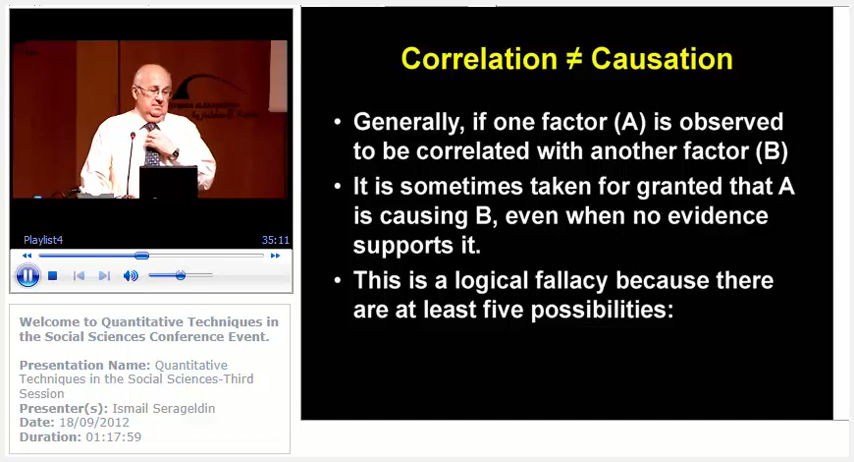 Correlation ≠ Causation
• Generally, if one factor (A) is observed
to be correlated with another factor (B)
• It is sometimes taken for granted that A
is causing B, even when no evidence
supports it.
• This is a logical fallacy because there
are at least five possibilities:
Playlist4 35:11
Welcome to Quantitative Techniques in
the Social Sciences Conference Event.
Presentation Name: Quantitative
Techniques in the Social Sciences-Third
Session
Presenter(s): Ismail Serageldin
Date: 18/09/2012
Duration: 01:17:59